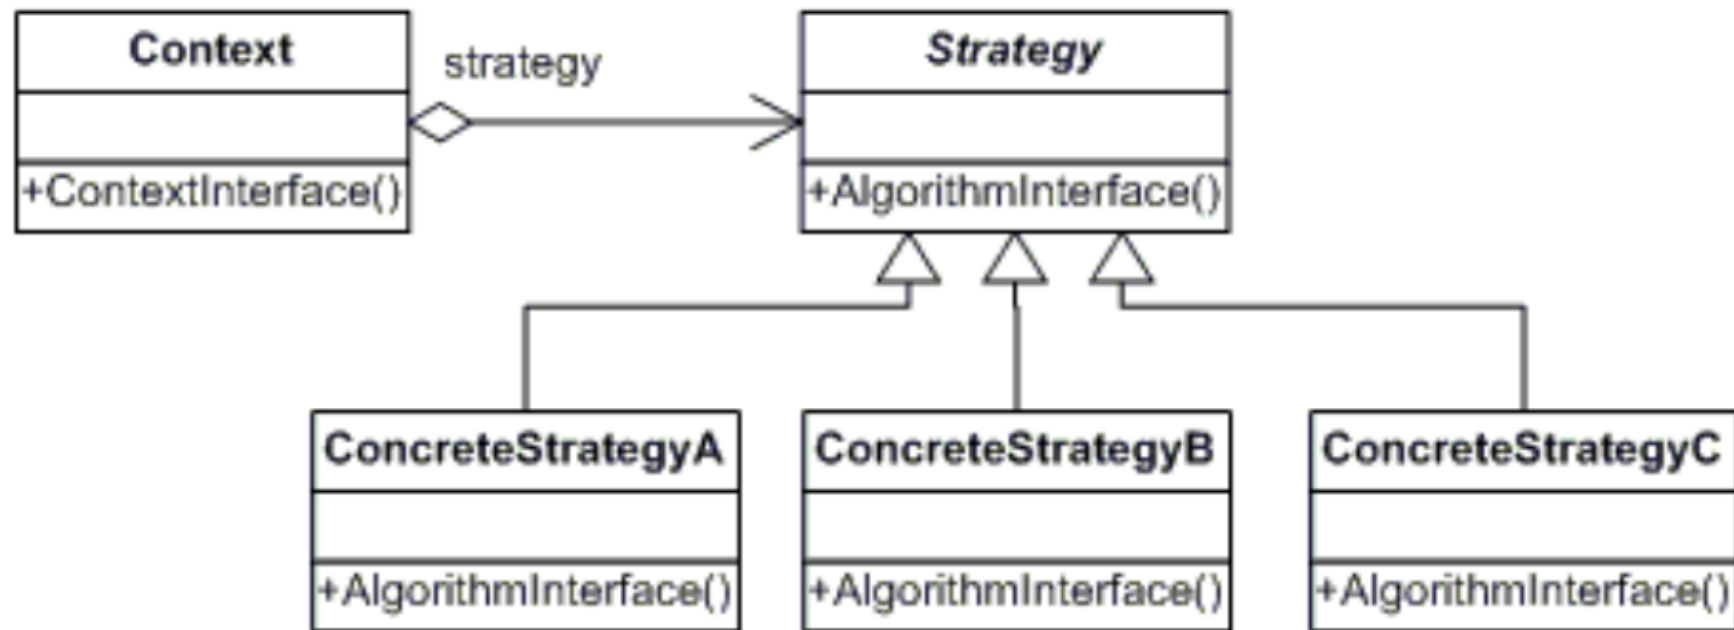 Context
strategy
Strategy
+ContextInterface()
+AlgorithmInterface()
ConcreteStrategyA
ConcreteStrategyB
ConcreteStrategyC
+AlgorithmInterface()
+AlgorithmInterface()
+AlgorithmInterface()